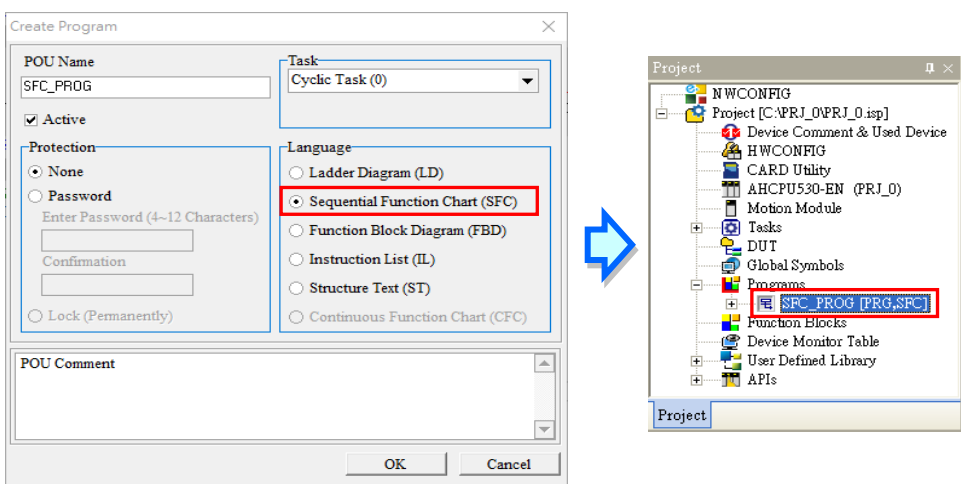 Create Program
POU Name
SFC_PROG
Active
Task
Cyclic Task (0)
Protection
None
Password
Enter Password (4~12 Characters)
Confirmation
Lock (Permanently)
Language
Ladder Diagram (LD)
Sequential Function Chart (SFC)
Function Block Diagram (FBD)
Instruction List (IL)
Structure Text (ST)
Continuous Function Chart (CFC)
POU Comment
OK
Cancel
Project
NWCONFIG
Project [C:\PRJ_0\PRJ_0.isp]
Device Comment & Used Device
HWCONFIG
CARD Utility
AHCPU530-EN (PRJ_0)
Motion Module
Tasks
DUT
Global Symbols
Programs
SFC_PROG [PRG,SFC]
Function Blocks
Device Monitor Table
User Defined Library
APIs
Project